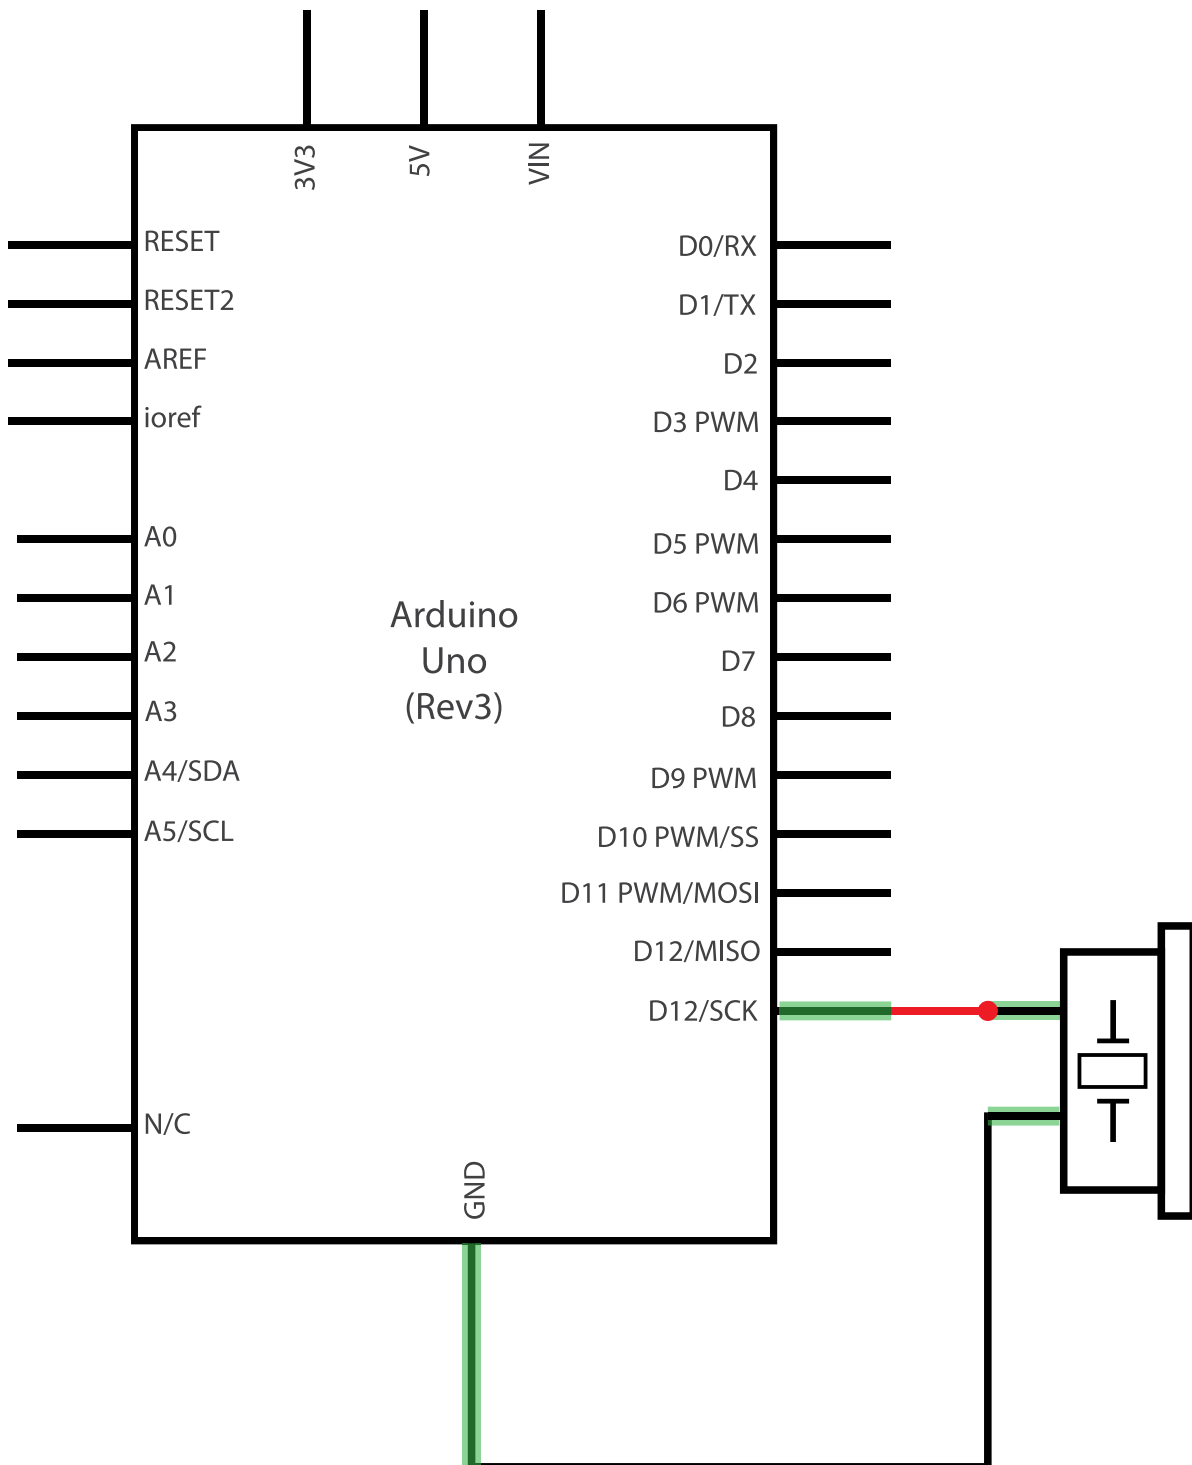 3V3
5V
VIN
RESET
RESET2
AREF
ioref
A0
A1
A2
A3
A4/SDA
A5/SCL
N/C
Arduino
Uno
(Rev3)
D0/RX
D1/TX
D2
D3 PWM
D4
D5 PWM
D6 PWM
D7
D8
D9 PWM
D10 PWM/SS
D11 PWM/MOSI
D12/MISO
D12/SCK
GND